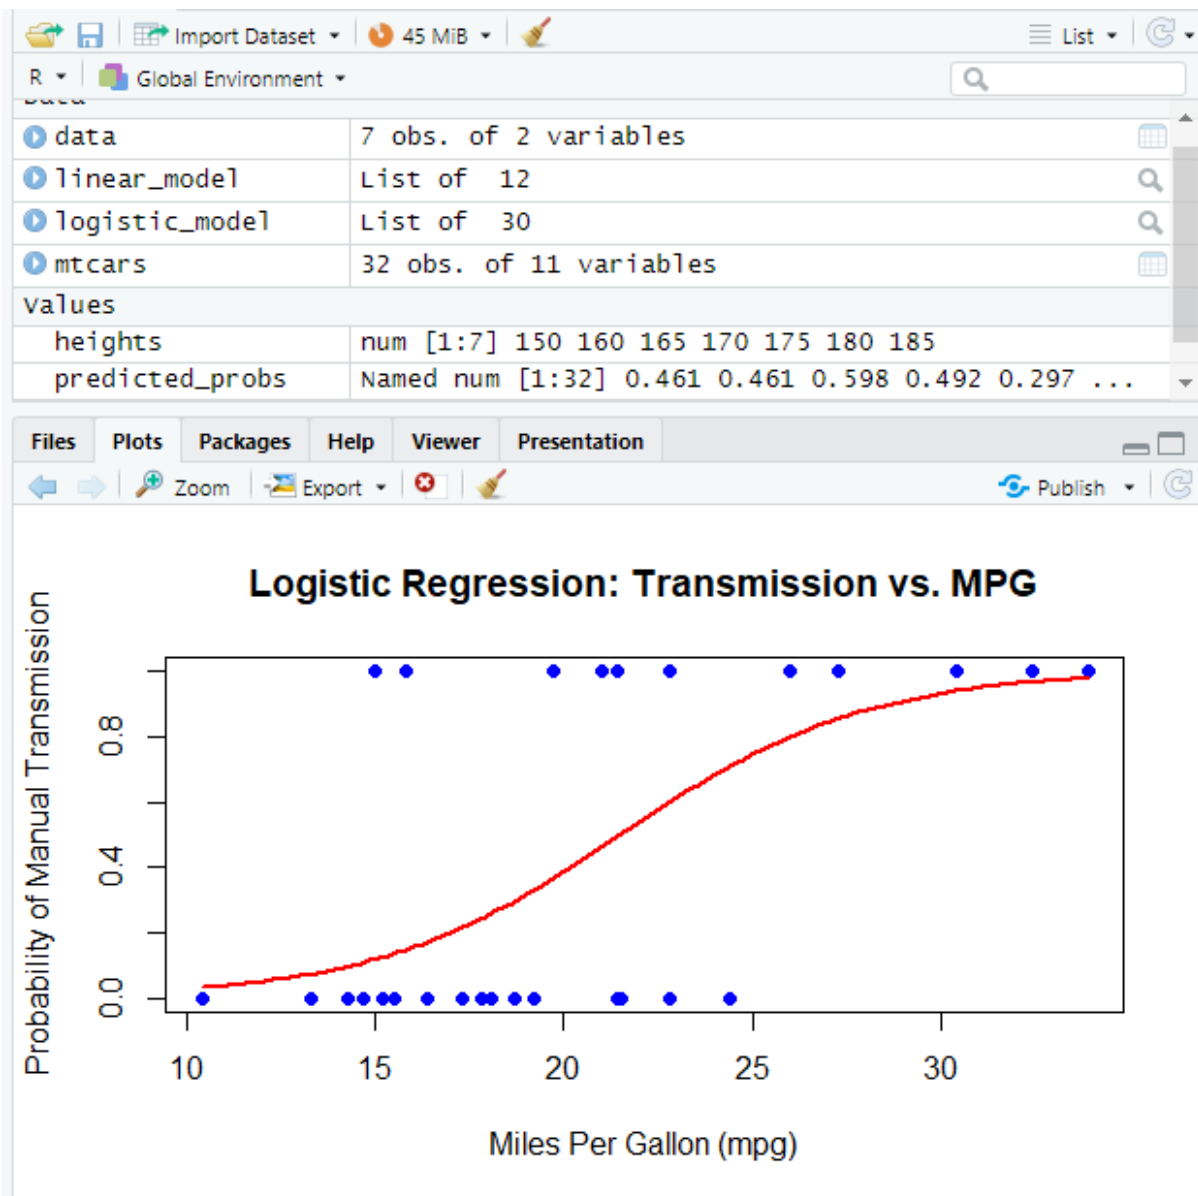 Import Dataset 45 MiB List
R Global Environment
Data
data 7 obs. of 2 variables
linear_model List of 12
logistic_model List of 30
mtcars 32 obs. of 11 variables
Values
heights num [1:7] 150 160 165 170 175 180 185
predicted_probs Named num [1:32] 0.461 0.461 0.598 0.492 0.297 ...
Files Plots Packages Help Viewer Presentation
Zoom Export Publish
Logistic Regression: Transmission vs. MPG
Probability of Manual Transmission
0.8
0.4
0.0
10 15 20 25 30
Miles Per Gallon (mpg)